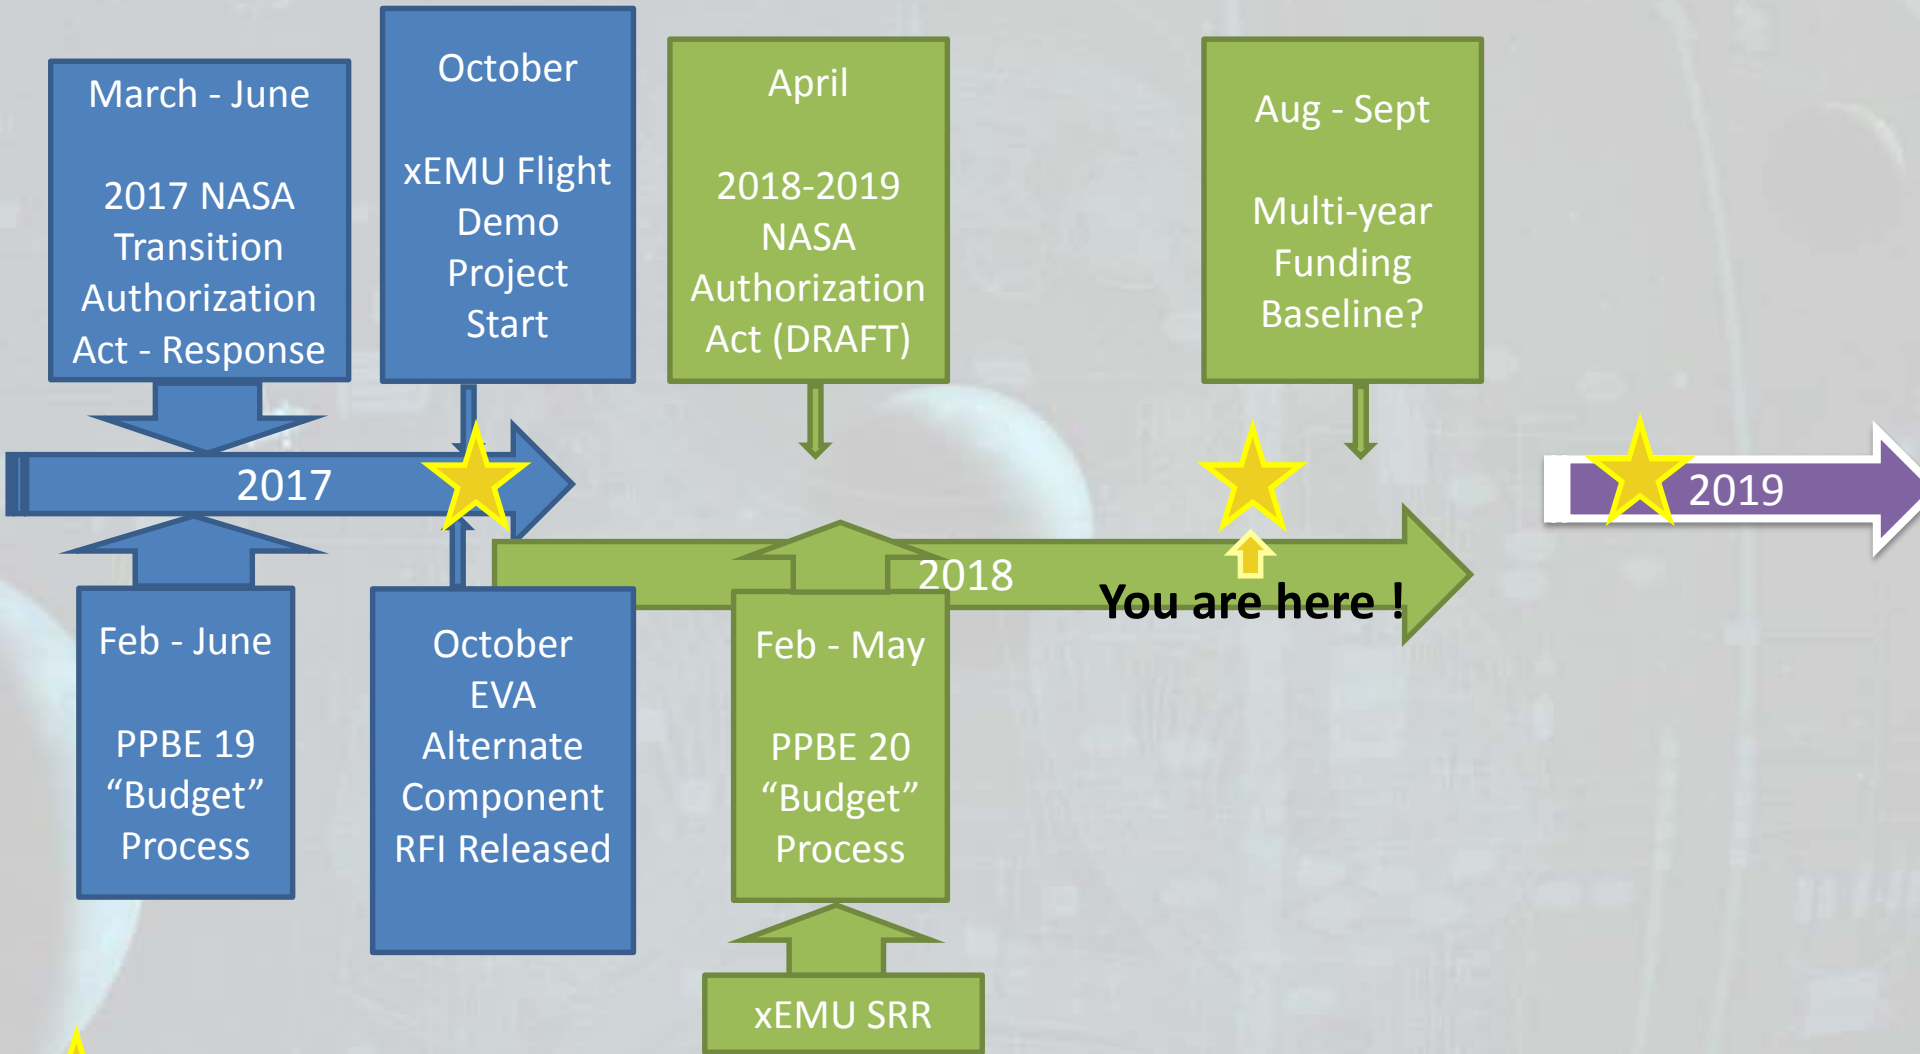 March - June
2017 NASA
Transition
Authorization
Act - Response
October
xEMU Flight
Demo
Project
Start
April
2018-2019
NASA
Authorization
Act (DRAFT)
Aug - Sept
Multi-year
Funding
Baseline?
2017
2019
2018
You are here !
Feb - June
PPBE 19
“Budget”
Process
October
EVA
Alternate
Component
RFI Released
Feb - May
PPBE 20
“Budget”
Process
xEMU SRR